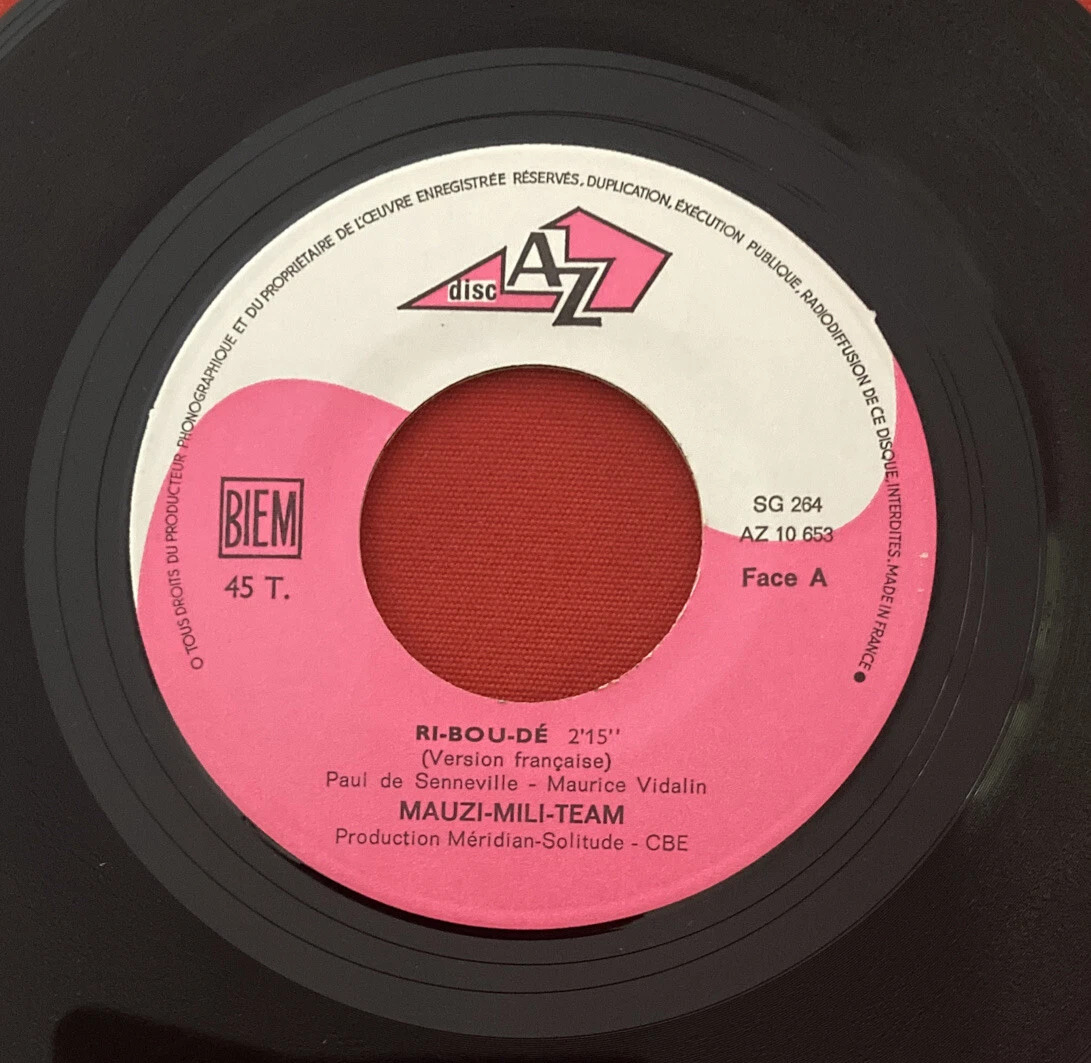 O TOUS DROITS DU PRODUCTEUR PHONOGRAPHIQUE ET DU PROPRIÉTAIRE DE L'ŒUVRE ENREGISTRÉE RÉSERVÉS, DUPLICATION, EXÉCUTION PUBLIQUE, RADIODIFFUSION DE CE DISQUE, INTERDITES. MADE IN FRANCE ●
disc AZ
BIEM
45 T.
SG 264
AZ 10 653
Face A
RI-BOU-DÉ 2'15''
(Version française)
Paul de Senneville - Maurice Vidalin
MAUZI-MILI-TEAM
Production Méridian-Solitude - CBE